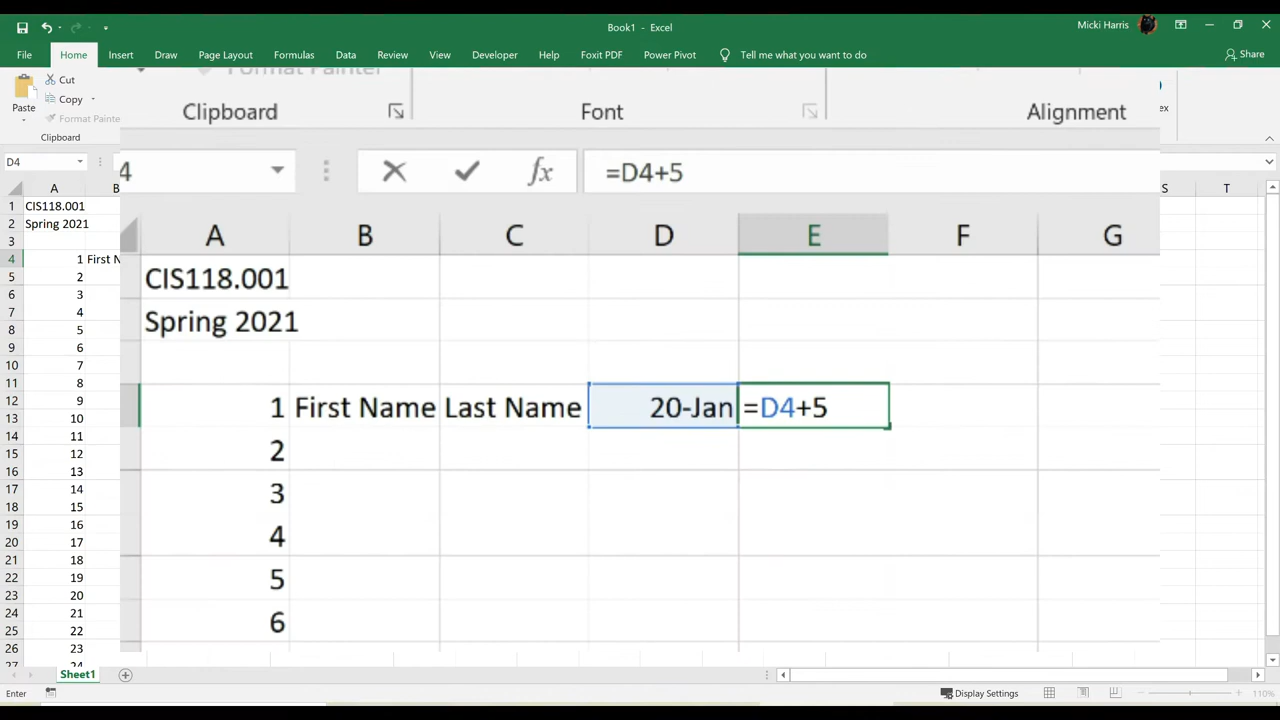 Book1 - Excel
Micki Harris
File Home Insert Draw Page Layout Formulas Data Review View Developer Help Foxit PDF Power Pivot Tell me what you to do
Share
Cut
Copy
Format Painte
Paste
Clipboard
Format Painter
Clipboard Font Alignment
D4
4 fx =D4+5
A B S T
A B C D E F G
1 CIS118.001
2 Spring 2021
3
4 1 First N
5 2
6 3
7 4
8 5
9 6
10 7
11 8
12 9
13 10
14 11
15 12
16 13
17 14
18 15
19 16
20 17
21 18
22 19
23 20
24 21
25 22
26 23
27 24
CIS118.001
Spring 2021
1 First Name Last Name 20-Jan =D4+5
2
3
4
5
6
Sheet1
Enter
Display Settings
110%